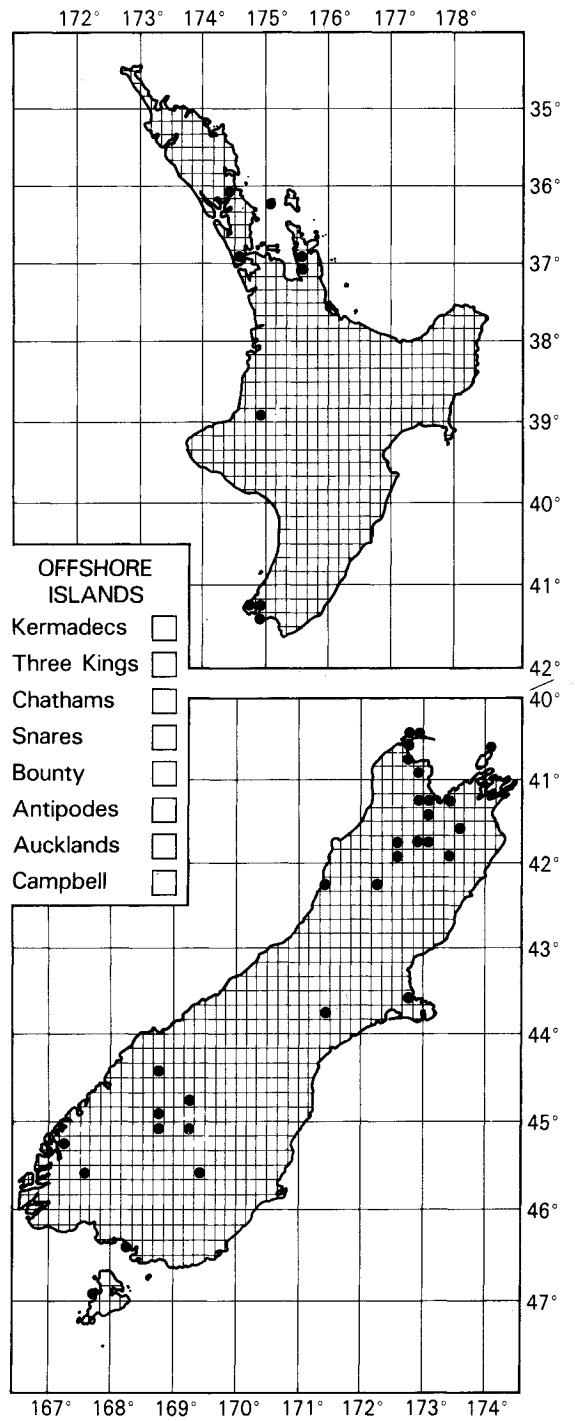 172° 173° 174° 175° 176° 177° 178°
35°
36°
37°
38°
39°
40°
41°
42°
OFFSHORE
ISLANDS
Kermadecs
Three Kings
Chathams
Snares
Bounty
Antipodes
Aucklands
Campbell
40°
41°
42°
43°
44°
45°
46°
47°
167° 168° 169° 170° 171° 172° 173° 174°